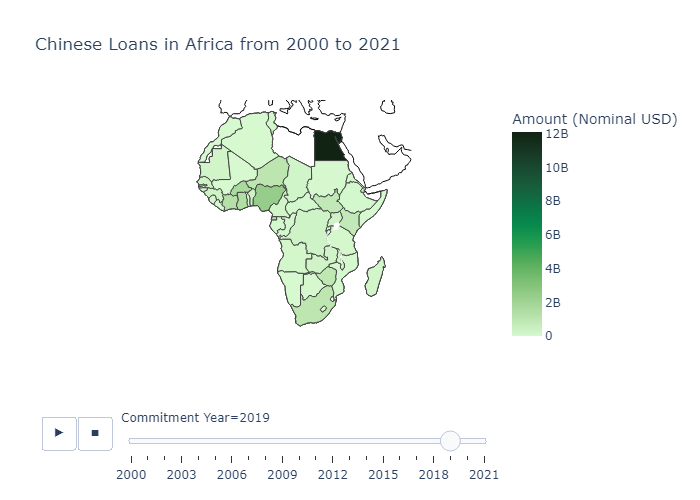 Chinese Loans in Africa from 2000 to 2021
Amount (Nominal USD)
12B
10B
8B
6B
4B
2B
0
Commitment Year=2019
2000 2003 2006 2009 2012 2015 2018 2021